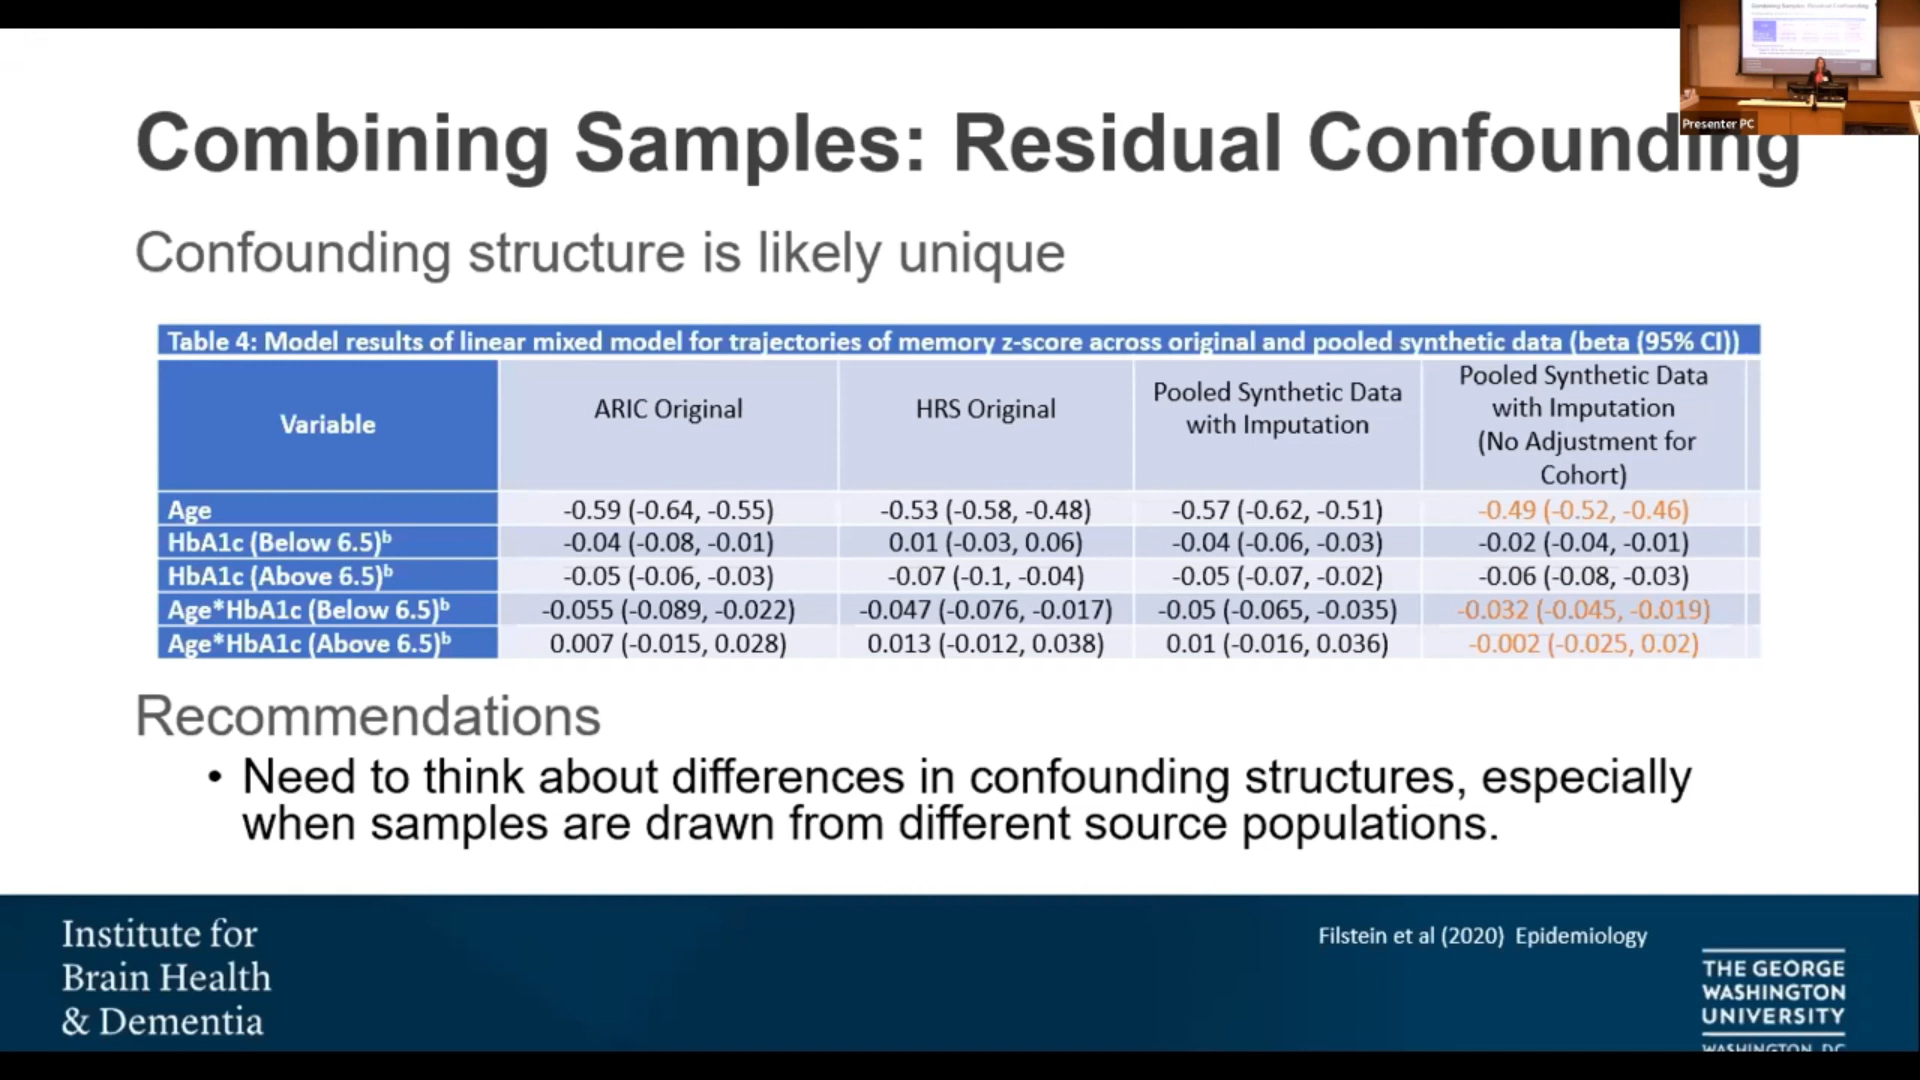 Combining Samples: Residual Confounding
Presenter PC
Confounding structure is likely unique
Table 4: Model results of linear mixed model for trajectories of memory z-score across original and pooled synthetic data (beta (95% CI))
Variable
ARIC Original
HRS Original
Pooled Synthetic Data
with Imputation
Pooled Synthetic Data
with Imputation
(No Adjustment for
Cohort)
Age -0.59 (-0.64, -0.55) -0.53 (-0.58, -0.48) -0.57 (-0.62, -0.51) -0.49 (-0.52, -0.46)
HbA1c (Below 6.5)ᵇ -0.04 (-0.08, -0.01) 0.01 (-0.03, 0.06) -0.04 (-0.06, -0.03) -0.02 (-0.04, -0.01)
HbA1c (Above 6.5)ᵇ -0.05 (-0.06, -0.03) -0.07 (-0.1, -0.04) -0.05 (-0.07, -0.02) -0.06 (-0.08, -0.03)
Age*HbA1c (Below 6.5)ᵇ -0.055 (-0.089, -0.022) -0.047 (-0.076, -0.017) -0.05 (-0.065, -0.035) -0.032 (-0.045, -0.019)
Age*HbA1c (Above 6.5)ᵇ 0.007 (-0.015, 0.028) 0.013 (-0.012, 0.038) 0.01 (-0.016, 0.036) -0.002 (-0.025, 0.02)
Recommendations
• Need to think about differences in confounding structures, especially
when samples are drawn from different source populations.
Institute for
Brain Health
& Dementia
Filstein et al (2020) Epidemiology
THE GEORGE
WASHINGTON
UNIVERSITY
WASHINGTON, DC